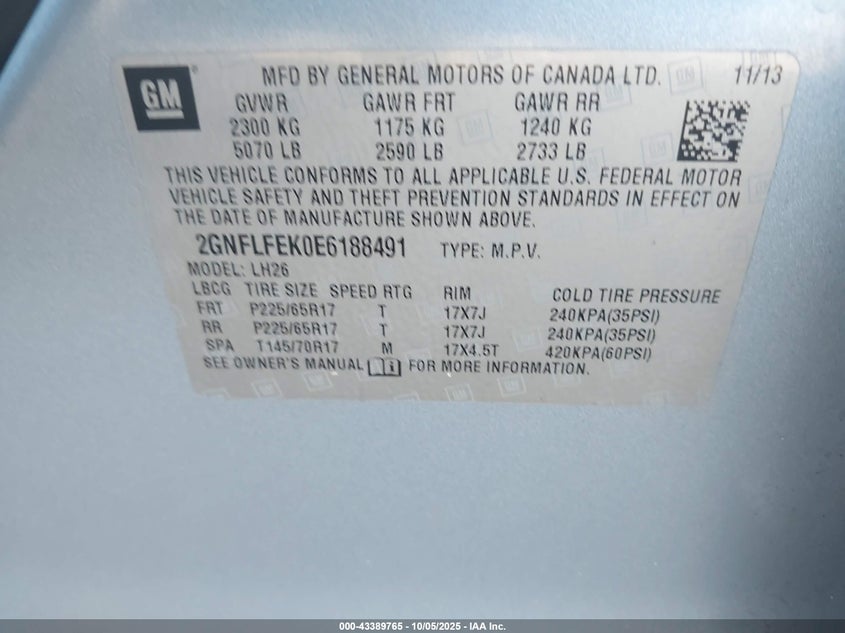 GM ® MFD BY GENERAL MOTORS OF CANADA LTD. 11/13
GVWR GAWR FRT GAWR RR
2300 KG 1175 KG 1240 KG
5070 LB 2590 LB 2733 LB
THIS VEHICLE CONFORMS TO ALL APPLICABLE U.S. FEDERAL MOTOR
VEHICLE SAFETY AND THEFT PREVENTION STANDARDS IN EFFECT ON
THE DATE OF MANUFACTURE SHOWN ABOVE.
2GNFLFEK0E6188491 TYPE: M.P.V.
MODEL: LH26
LBCG TIRE SIZE SPEED RTG RIM COLD TIRE PRESSURE
FRT P225/65R17 T 17X7J 240KPA(35PSI)
RR P225/65R17 T 17X7J 240KPA(35PSI)
SPA T145/70R17 M 17X4.5T 420KPA(60PSI)
SEE OWNER'S MANUAL FOR MORE INFORMATION.
000-43389765 - 10/05/2025 - IAA Inc.